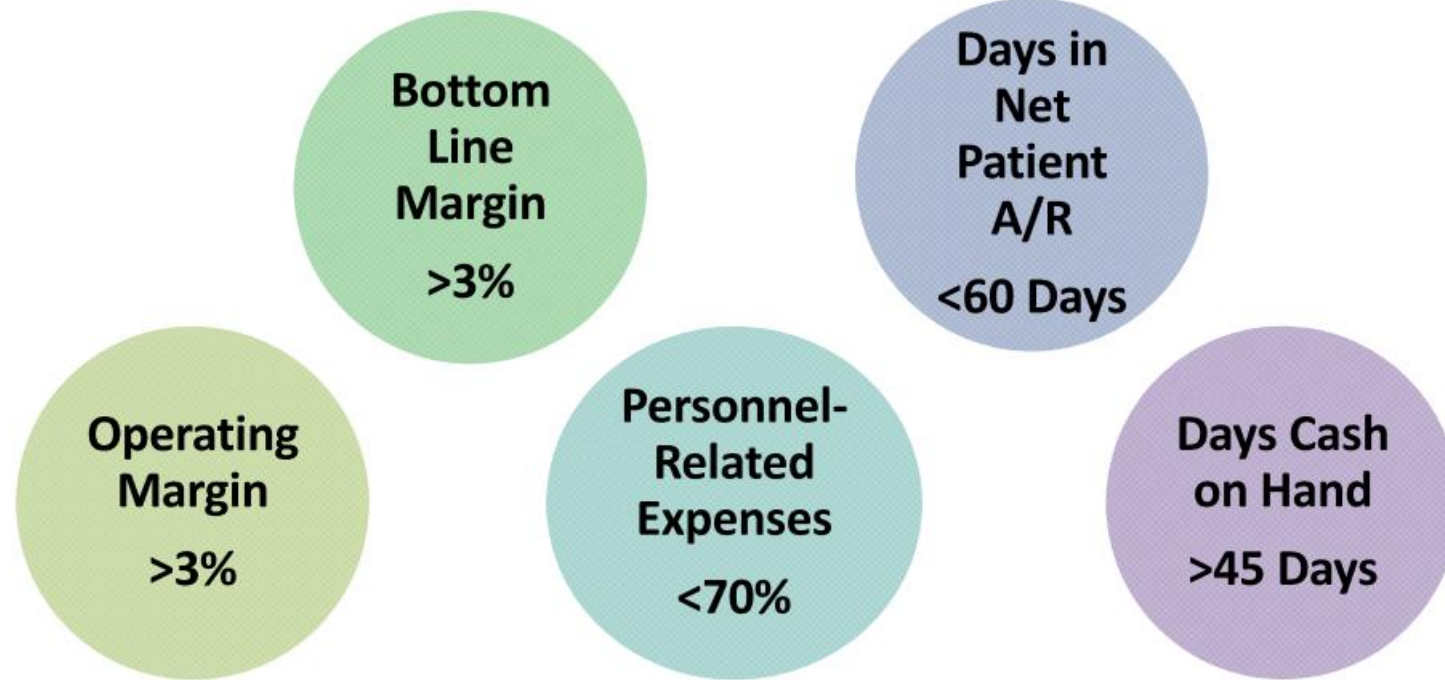 Bottom
Line
Margin
>3%
Days in
Net
Patient
A/R
<60 Days
Operating
Margin
>3%
Personnel-
Related
Expenses
<70%
Days Cash
on Hand
>45 Days